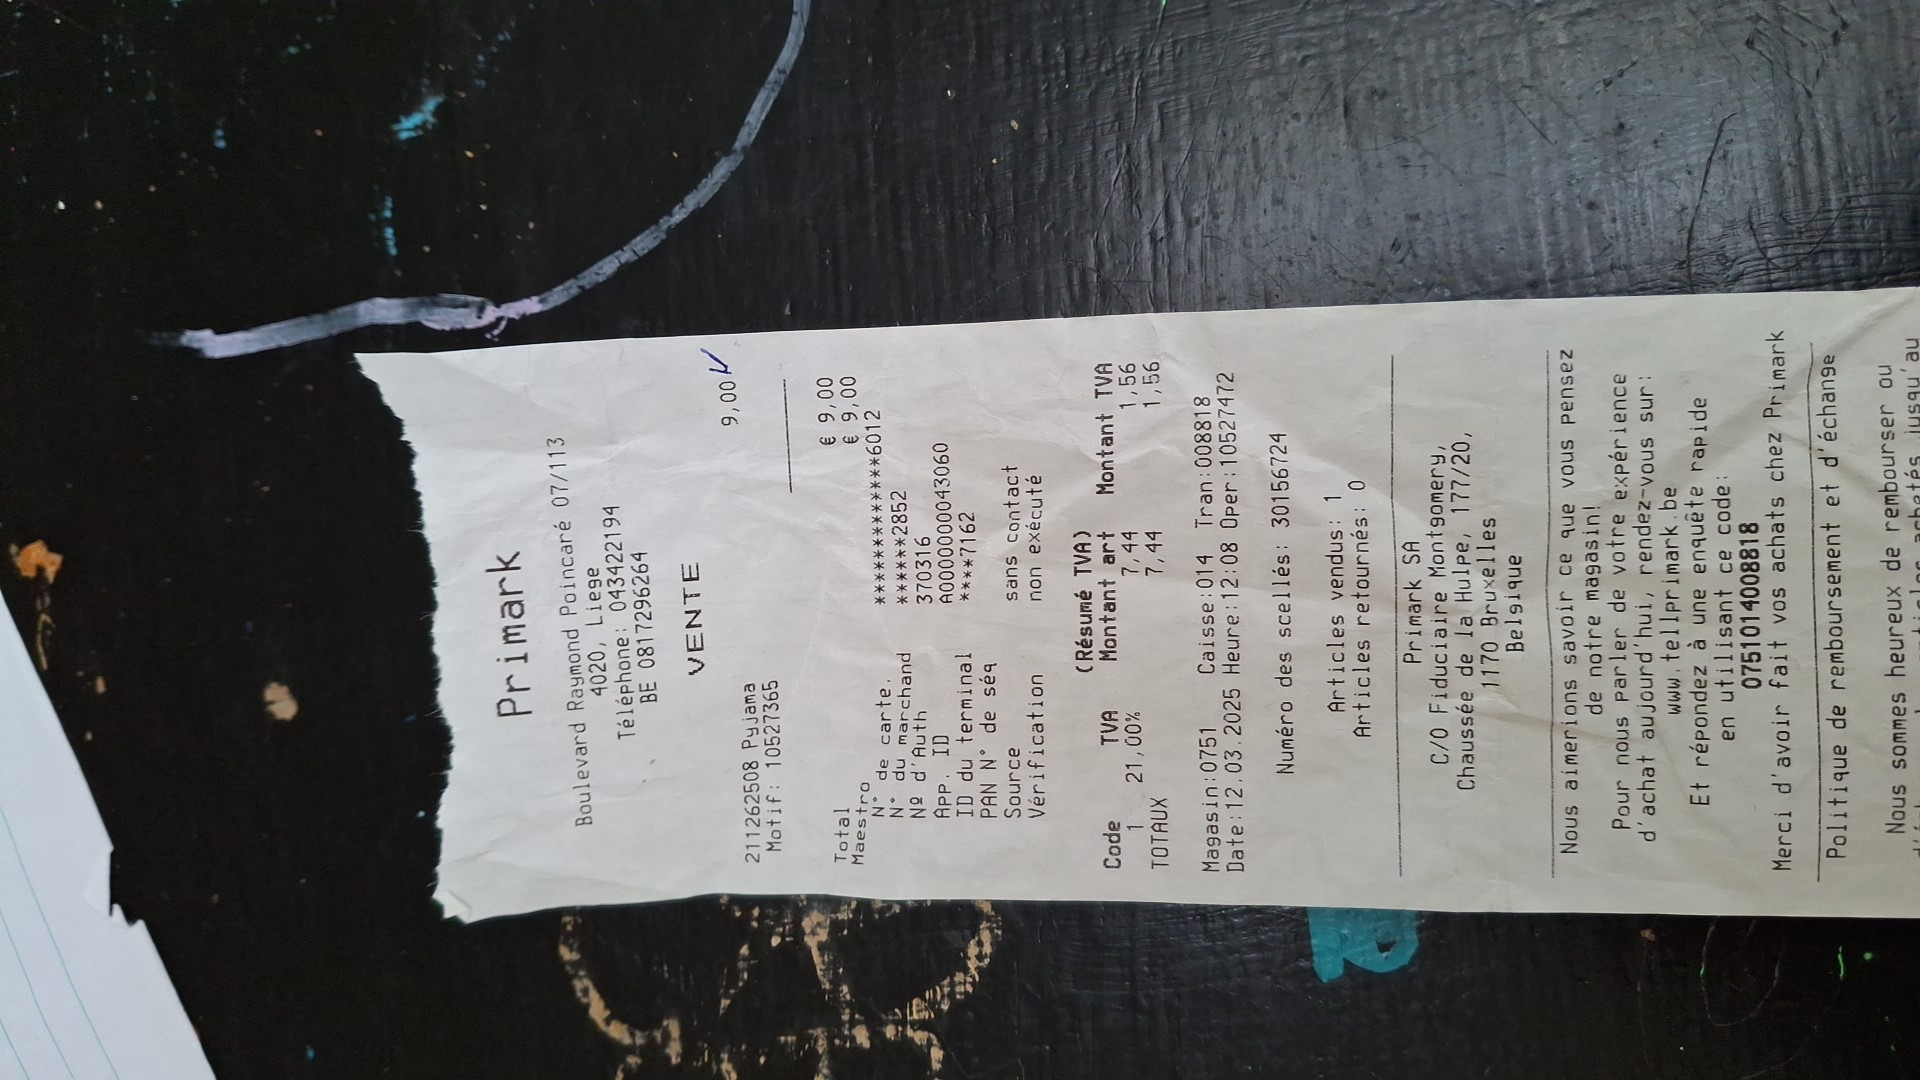 Primark
Boulevard Raymond Poincaré 07/113
4020, Liege
Téléphone: 043422194
BE 0817296264
VENTE
211262508 Pyjama 9,00
Motif: 10527365
Total € 9,00
Maestro € 9,00
N° de carte. ***************6012
N° du marchand ******2852
Nº d'Auth 370316
App. ID A0000000043060
ID du terminal ****7162
PAN N° de séq
Source sans contact
Vérification non exécuté
(Résumé TVA)
Code TVA Montant art Montant TVA
1 21,00% 7,44 1,56
TOTAUX 7,44 1,56
Magasin:0751 Caisse:014 Tran:008818
Date:12.03.2025 Heure:12:08 Oper:10527472
Numéro des scellés: 30156724
Articles vendus: 1
Articles retournés: 0
Primark SA
C/O Fiduciaire Montgomery,
Chaussée de la Hulpe, 177/20,
1170 Bruxelles
Belgique
Nous aimerions savoir ce que vous pensez
de notre magasin!
Pour nous parler de votre expérience
d'achat aujourd'hui, rendez-vous sur:
www.tellprimark.be
Et répondez à une enquête rapide
en utilisant ce code:
0751014008818
Merci d'avoir fait vos achats chez Primark
Politique de remboursement et d'échange
Nous sommes heureux de rembourser ou
achetés jusqu'au